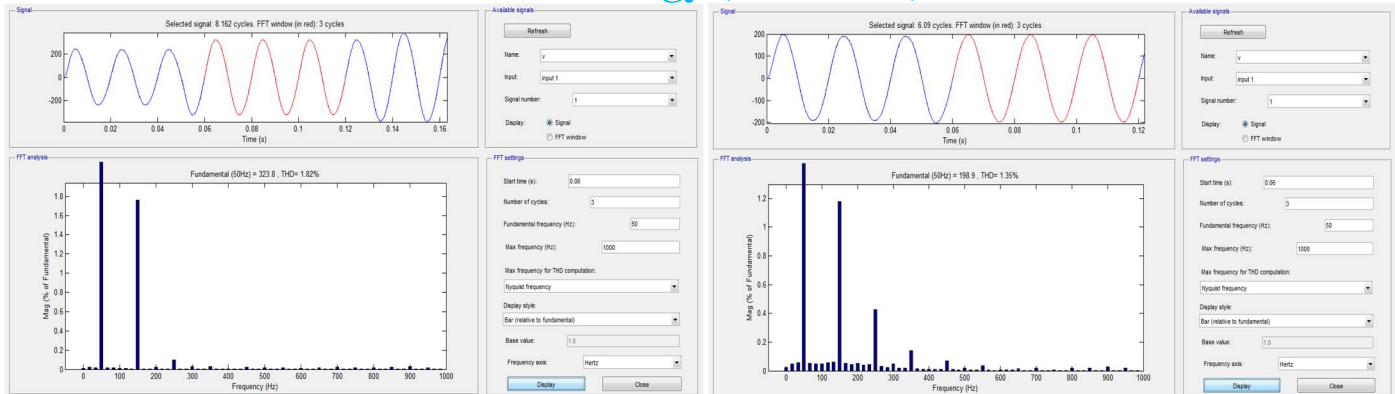 Signal
Selected signal: 8.162 cycles. FFT window (in red): 3 cycles
200
0
-200
0 0.02 0.04 0.06 0.08 0.1 0.12 0.14 0.16
Time (s)
Available signals
Refresh
Name: v
Input: input 1
Signal number: 1
Display: Signal
FFT window
FFT analysis
Fundamental (50Hz) = 323.8 , THD= 1.82%
Mag (% of Fundamental)
1.8
1.6
1.4
1.2
1
0.8
0.6
0.4
0.2
0
0 100 200 300 400 500 600 700 800 900 1000
Frequency (Hz)
FFT settings
Start time (s): 0.06
Number of cycles: 3
Fundamental frequency (Hz): 50
Max frequency (Hz): 1000
Max frequency for THD computation:
Nyquist frequency
Display style:
Bar (relative to fundamental)
Base value: 1.0
Frequency axis: Hertz
Display Close
Signal
Selected signal: 6.09 cycles. FFT window (in red): 3 cycles
200
100
0
-100
-200
0 0.02 0.04 0.06 0.08 0.1 0.12
Time (s)
Available signals
Refresh
Name: v
Input: input 1
Signal number: 1
Display: Signal
FFT window
FFT analysis
Fundamental (50Hz) = 198.9 , THD= 1.35%
Mag (% of Fundamental)
1.2
1
0.8
0.6
0.4
0.2
0
0 100 200 300 400 500 600 700 800 900 1000
Frequency (Hz)
FFT settings
Start time (s): 0.06
Number of cycles: 3
Fundamental frequency (Hz): 50
Max frequency (Hz): 1000
Max frequency for THD computation:
Nyquist frequency
Display style:
Bar (relative to fundamental)
Base value: 1.0
Frequency axis: Hertz
Display Close